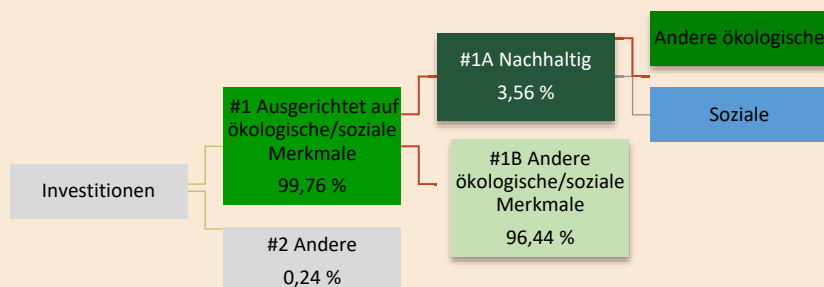 Investitionen
#1 Ausgerichtet auf
ökologische/soziale
Merkmale
99,76 %
#2 Andere
0,24 %
#1A Nachhaltig
3,56 %
#1B Andere
ökologische/soziale
Merkmale
96,44 %
Andere ökologische
Soziale